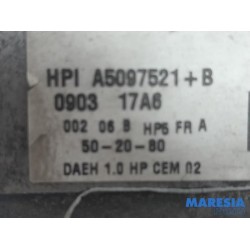 HPI A5097521+B
0903 17A6
002 06 B HP5 FR A
50-20-80
DAEH 1.0 HP CEM 02
MARESIA